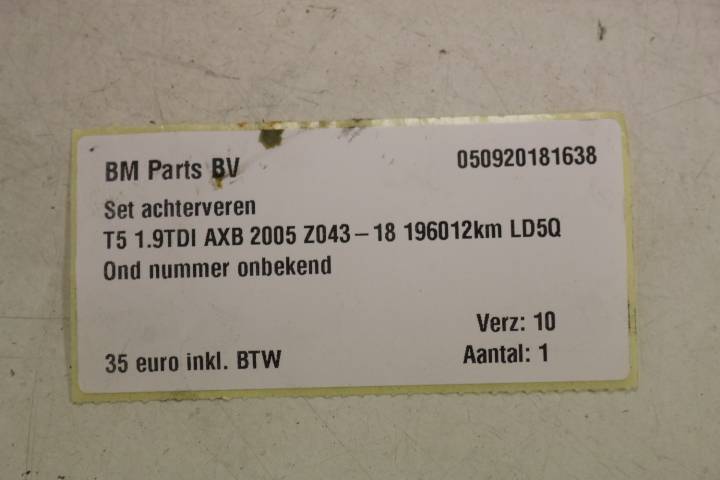 BM Parts BV 050920181638
Set achterveren
T5 1.9TDI AXB 2005 Z043-18 196012km LD5Q
Ond nummer onbekend
Verz: 10
35 euro inkl. BTW Aantal: 1